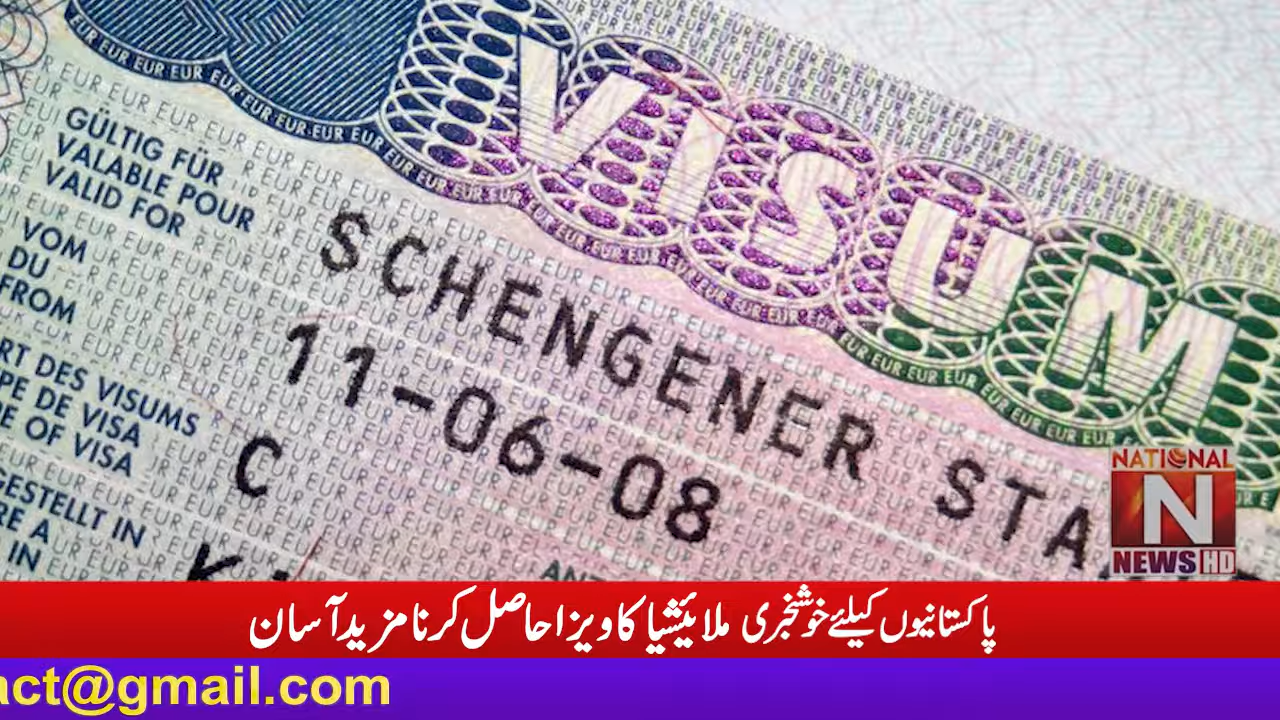 VISUM
GÜLTIG FÜR
VALABLE POUR
VALID FOR
SCHENGENER STA
VOM
DU
FROM
11-06-08
RT DES VISUMS
PE DE VISA
PE OF VISA
C
GESTELLT IN
RE A
IN
NATIONAL
N
NEWS HD
پاکستانیوں کیلئے خوشخبری ملائیشیا کا ویزا حاصل کرنا مزید آسان
act@gmail.com